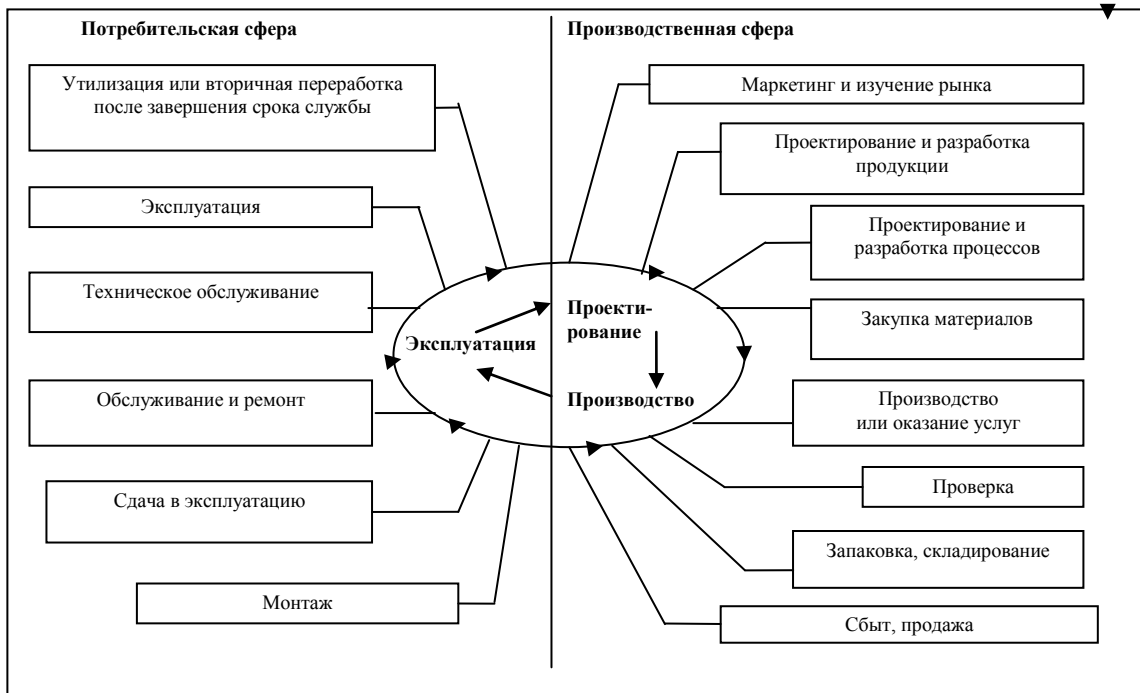 Потребительская сфера
Производственная сфера
Утилизация или вторичная переработка
после завершения срока службы
Эксплуатация
Техническое обслуживание
Обслуживание и ремонт
Сдача в эксплуатацию
Монтаж
Эксплуатация
Проекти-
рование
Производство
Маркетинг и изучение рынка
Проектирование и разработка
продукции
Проектирование и
разработка процессов
Закупка материалов
Производство
или оказание услуг
Проверка
Запаковка, складирование
Сбыт, продажа